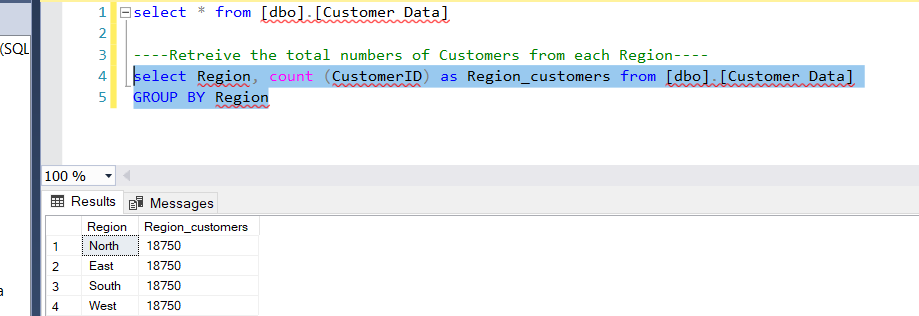 (SQL
1 select * from [dbo].[Customer Data]
2
3 ----Retreive the total numbers of Customers from each Region----
4 select Region, count (CustomerID) as Region_customers from [dbo].[Customer Data]
5 GROUP BY Region
100 %
Results Messages
Region Region_customers
1 North 18750
2 East 18750
3 South 18750
a
4 West 18750